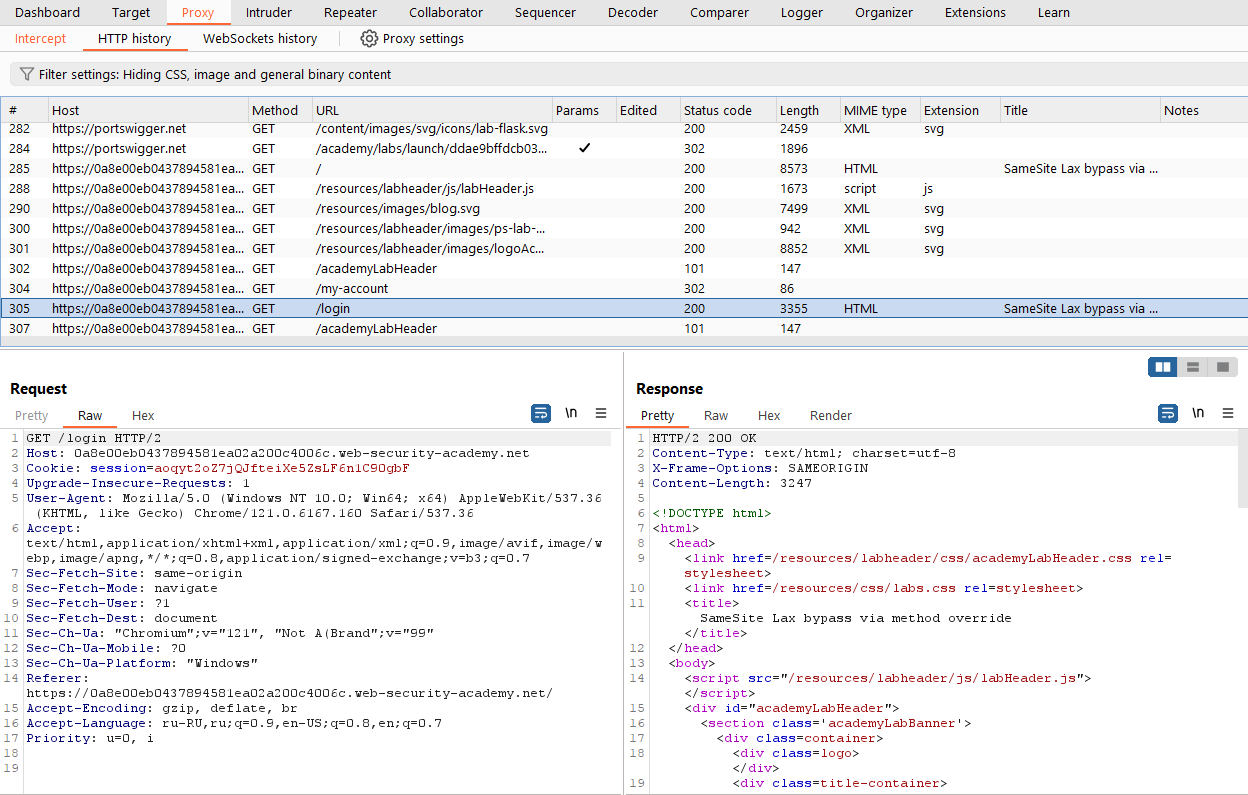 Dashboard Target Proxy Intruder Repeater Collaborator Sequencer Decoder Comparer Logger Organizer Extensions Learn
Intercept HTTP history WebSockets history Proxy settings
Filter settings: Hiding CSS, image and general binary content
# Host Method URL Params Edited Status code Length MIME type Extension Title Notes
282 https://portswigger.net GET /content/images/svg/icons/lab-flask.svg 200 2459 XML svg
284 https://portswigger.net GET /academy/labs/launch/ddae9bffdcb03... ✓ 302 1896
285 https://0a8e00eb0437894581ea... GET / 200 8573 HTML SameSite Lax bypass via ...
288 https://0a8e00eb0437894581ea... GET /resources/labheader/js/labHeader.js 200 1673 script js
290 https://0a8e00eb0437894581ea... GET /resources/images/blog.svg 200 7499 XML svg
300 https://0a8e00eb0437894581ea... GET /resources/labheader/images/ps-lab-... 200 942 XML svg
301 https://0a8e00eb0437894581ea... GET /resources/labheader/images/logoAc... 200 8852 XML svg
302 https://0a8e00eb0437894581ea... GET /academyLabHeader 101 147
304 https://0a8e00eb0437894581ea... GET /my-account 302 86
305 https://0a8e00eb0437894581ea... GET /login 200 3355 HTML SameSite Lax bypass via ...
307 https://0a8e00eb0437894581ea... GET /academyLabHeader 101 147
Request
Pretty Raw Hex \n
1 GET /login HTTP/2
2 Host: 0a8e00eb0437894581ea02a200c4006c.web-security-academy.net
3 Cookie: session=aoqyt2oZ7jQJfteiXe5ZsLF6n1C90gbF
4 Upgrade-Insecure-Requests: 1
5 User-Agent: Mozilla/5.0 (Windows NT 10.0; Win64; x64) AppleWebKit/537.36
(KHTML, like Gecko) Chrome/121.0.6167.160 Safari/537.36
6 Accept:
text/html,application/xhtml+xml,application/xml;q=0.9,image/avif,image/w
ebp,image/apng,*/*;q=0.8,application/signed-exchange;v=b3;q=0.7
7 Sec-Fetch-Site: same-origin
8 Sec-Fetch-Mode: navigate
9 Sec-Fetch-User: ?1
10 Sec-Fetch-Dest: document
11 Sec-Ch-Ua: "Chromium";v="121", "Not A(Brand";v="99"
12 Sec-Ch-Ua-Mobile: ?0
13 Sec-Ch-Ua-Platform: "Windows"
14 Referer:
https://0a8e00eb0437894581ea02a200c4006c.web-security-academy.net/
15 Accept-Encoding: gzip, deflate, br
16 Accept-Language: ru-RU,ru;q=0.9,en-US;q=0.8,en;q=0.7
17 Priority: u=0, i
18
19
Response
Pretty Raw Hex Render \n
1 HTTP/2 200 OK
2 Content-Type: text/html; charset=utf-8
3 X-Frame-Options: SAMEORIGIN
4 Content-Length: 3247
5
6 <!DOCTYPE html>
7 <html>
8 <head>
9 <link href=/resources/labheader/css/academyLabHeader.css rel=
stylesheet>
10 <link href=/resources/css/labs.css rel=stylesheet>
11 <title>
SameSite Lax bypass via method override
</title>
12 </head>
13 <body>
14 <script src="/resources/labheader/js/labHeader.js">
</script>
15 <div id="academyLabHeader">
16 <section class='academyLabBanner'>
17 <div class=container>
18 <div class=logo>
</div>
19 <div class=title-container>